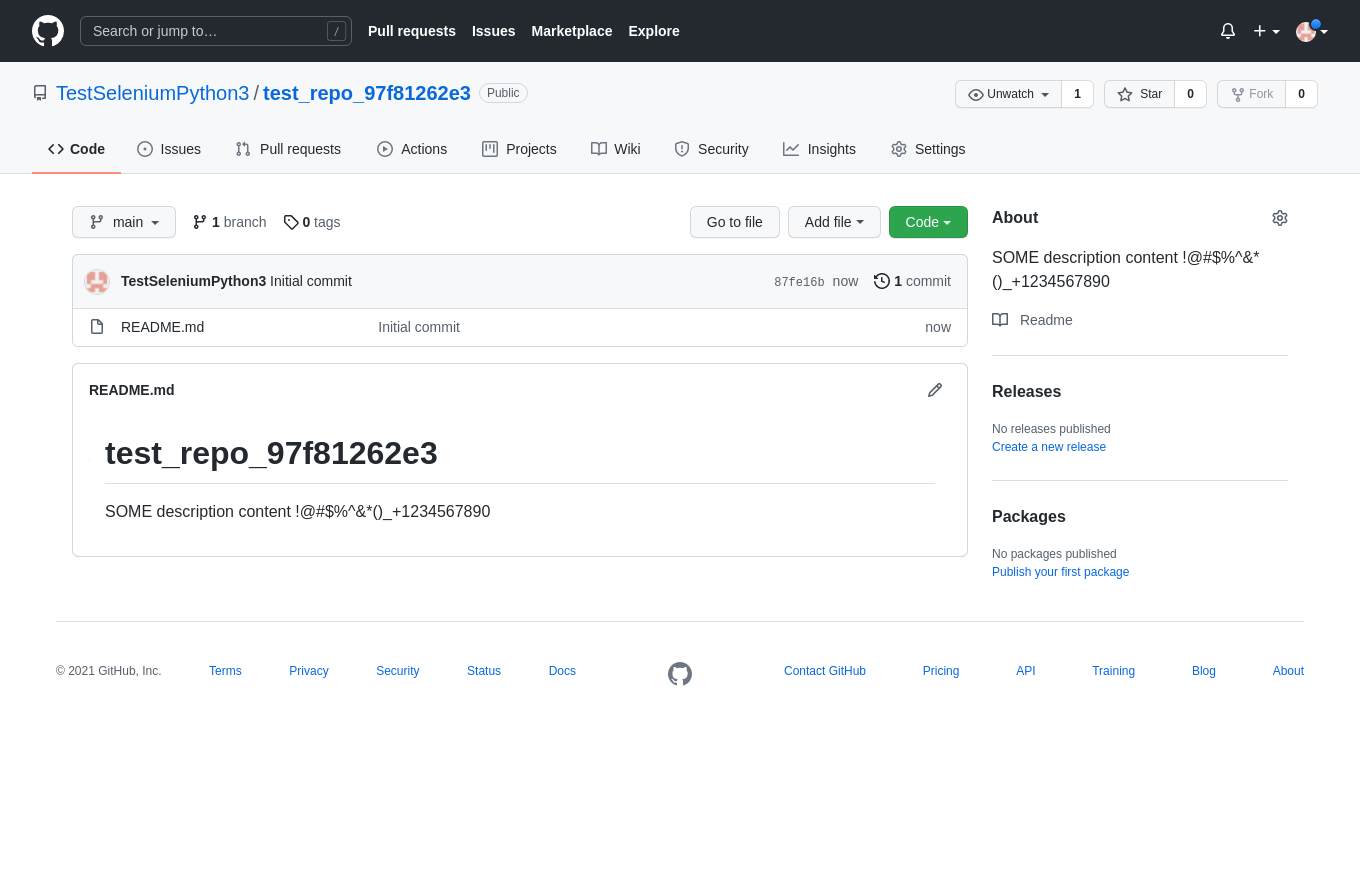 Search or jump to… /
Pull requests Issues Marketplace Explore
TestSeleniumPython3 / test_repo_97f81262e3 Public
Unwatch 1 Star 0 Fork 0
Code Issues Pull requests Actions Projects Wiki Security Insights Settings
main 1 branch 0 tags Go to file Add file Code
TestSeleniumPython3 Initial commit 87fe16b now 1 commit
README.md Initial commit now
README.md
test_repo_97f81262e3
SOME description content !@#$%^&*()_+1234567890
About
SOME description content !@#$%^&*
()_+1234567890
Readme
Releases
No releases published
Create a new release
Packages
No packages published
Publish your first package
© 2021 GitHub, Inc. Terms Privacy Security Status Docs Contact GitHub Pricing API Training Blog About